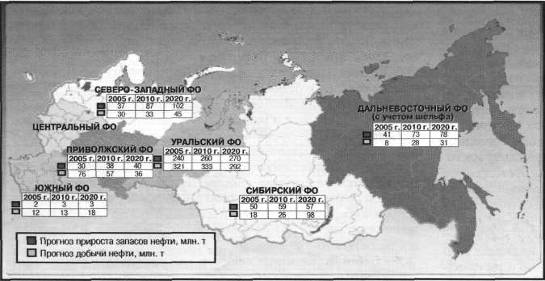 СЕВЕРО-ЗАПАДНЫЙ ФО
2005 г. 2010 г. 2020 г.
37 87 102
30 33 45
ЦЕНТРАЛЬНЫЙ ФО
ПРИВОЛЖСКИЙ ФО
2005 г. 2010 г. 2020 г.
30 38 40
76 57 36
УРАЛЬСКИЙ ФО
2005 г. 2010 г. 2020 г.
240 260 270
321 333 292
ДАЛЬНЕВОСТОЧНЫЙ ФО
(с учетом шельфа)
2005 г. 2010 г. 2020 г.
41 73 78
8 28 31
ЮЖНЫЙ ФО
2005 г. 2010 г. 2020 г.
2 3 3
12 13 18
СИБИРСКИЙ ФО
2005 г. 2010 г. 2020 г.
50 59 57
18 26 98
Прогноз прироста запасов нефти, млн. т
Прогноз добычи нефти, млн. т